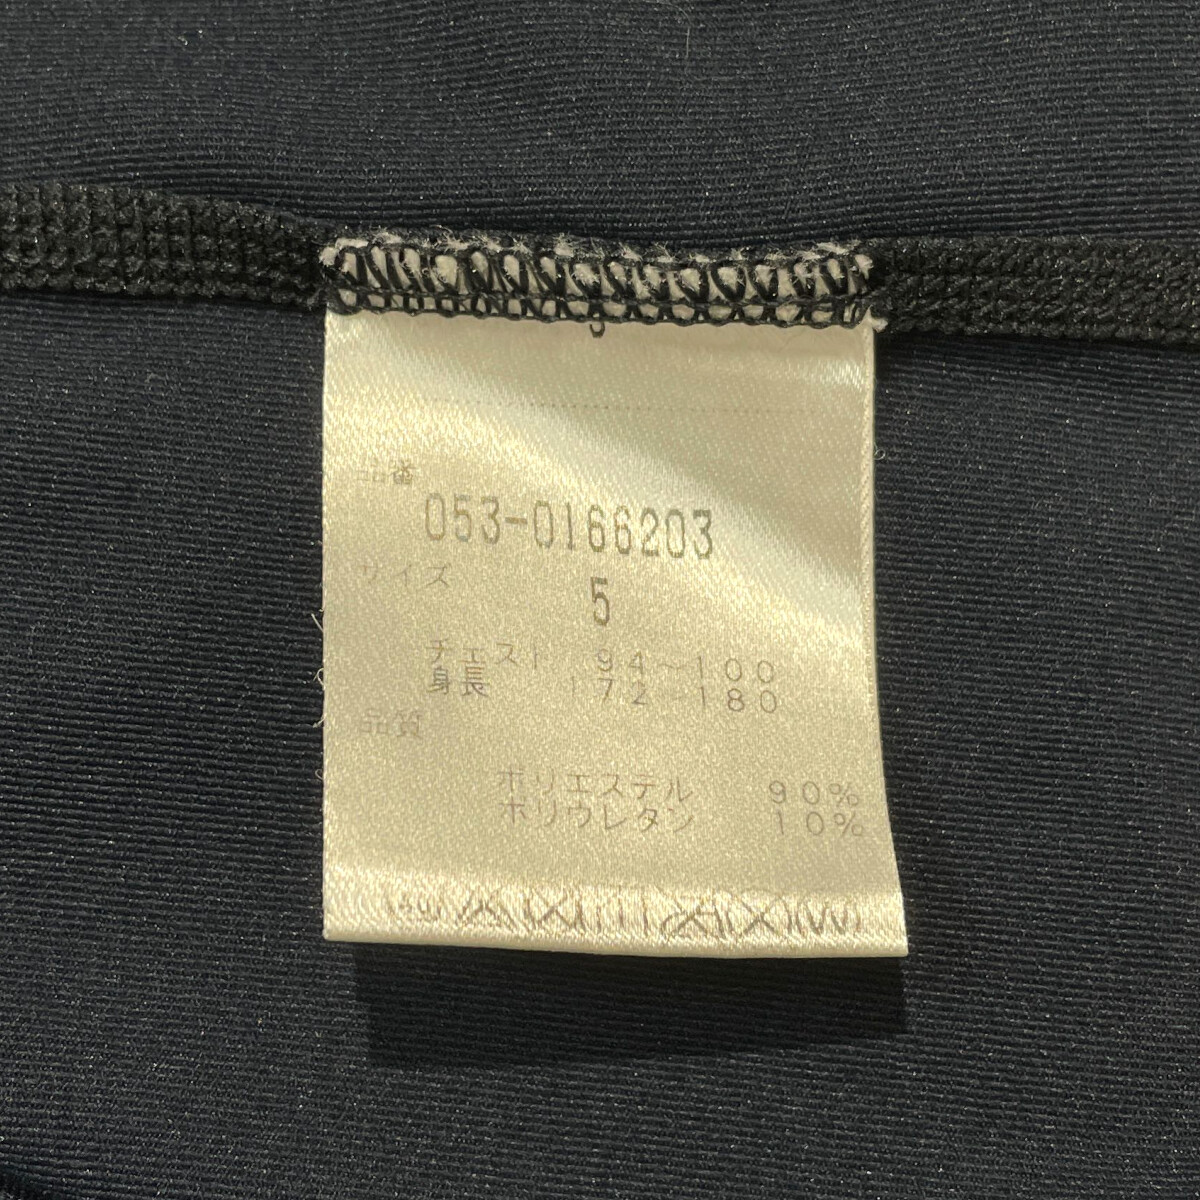 品番
053-0166203
サイズ
5
チェスト 94～100
身長 172～180
品質
ポリエステル 90%
ポリウレタン 10%